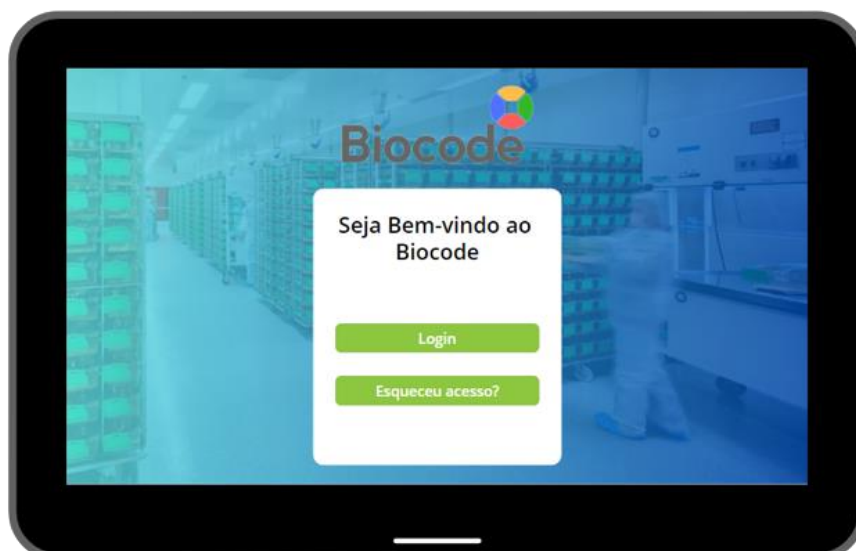 Biocode
Seja Bem-vindo ao
Biocode
Login
Esqueceu acesso?